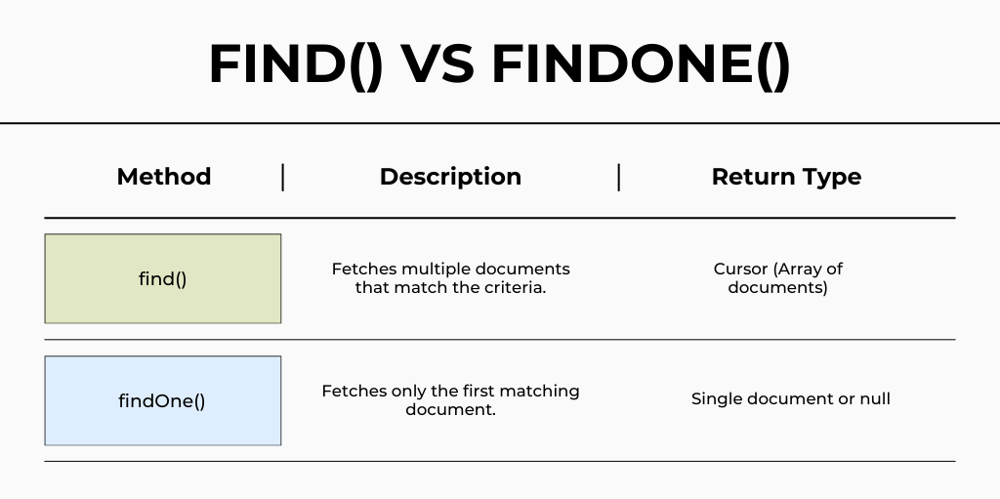 FIND() VS FINDONE()
Method | Description | Return Type
find()
Fetches multiple documents
that match the criteria.
Cursor (Array of
documents)
findOne()
Fetches only the first matching
document.
Single document or null